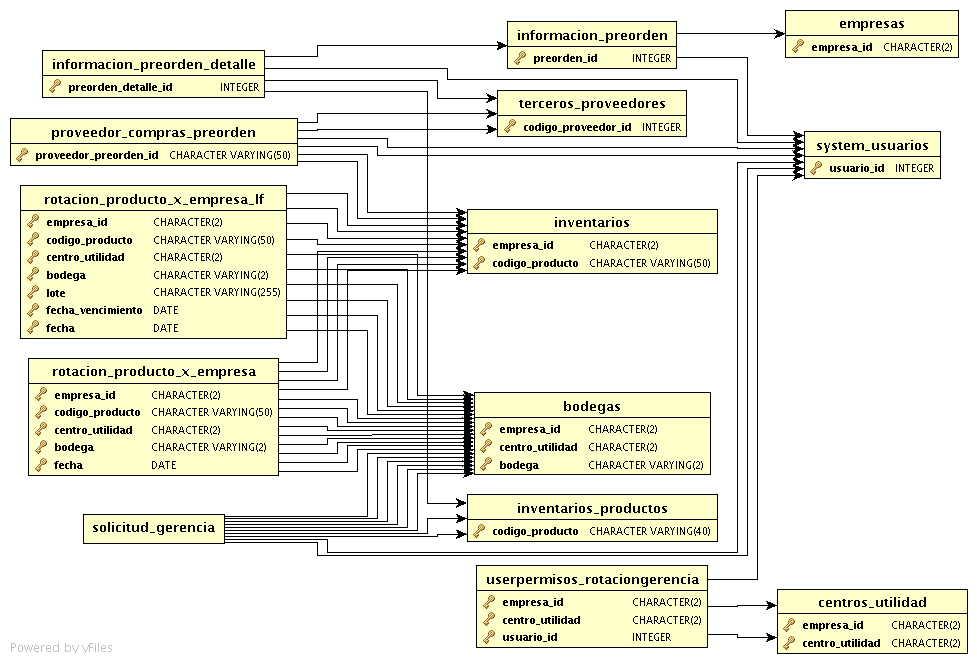 empresas
empresa_id CHARACTER(2)
informacion_preorden
preorden_id INTEGER
informacion_preorden_detalle
preorden_detalle_id INTEGER
terceros_proveedores
codigo_proveedor_id INTEGER
proveedor_compras_preorden
proveedor_preorden_id CHARACTER VARYING(50)
system_usuarios
usuario_id INTEGER
rotacion_producto_x_empresa_lf
empresa_id CHARACTER(2)
codigo_producto CHARACTER VARYING(50)
centro_utilidad CHARACTER(2)
bodega CHARACTER VARYING(2)
lote CHARACTER VARYING(255)
fecha_vencimiento DATE
fecha DATE
inventarios
empresa_id CHARACTER(2)
codigo_producto CHARACTER VARYING(50)
rotacion_producto_x_empresa
empresa_id CHARACTER(2)
codigo_producto CHARACTER VARYING(50)
centro_utilidad CHARACTER(2)
bodega CHARACTER VARYING(2)
fecha DATE
bodegas
empresa_id CHARACTER(2)
centro_utilidad CHARACTER(2)
bodega CHARACTER VARYING(2)
solicitud_gerencia
inventarios_productos
codigo_producto CHARACTER VARYING(40)
userpermisos_rotaciongerencia
empresa_id CHARACTER(2)
centro_utilidad CHARACTER(2)
usuario_id INTEGER
centros_utilidad
empresa_id CHARACTER(2)
centro_utilidad CHARACTER(2)
Powered by yFiles